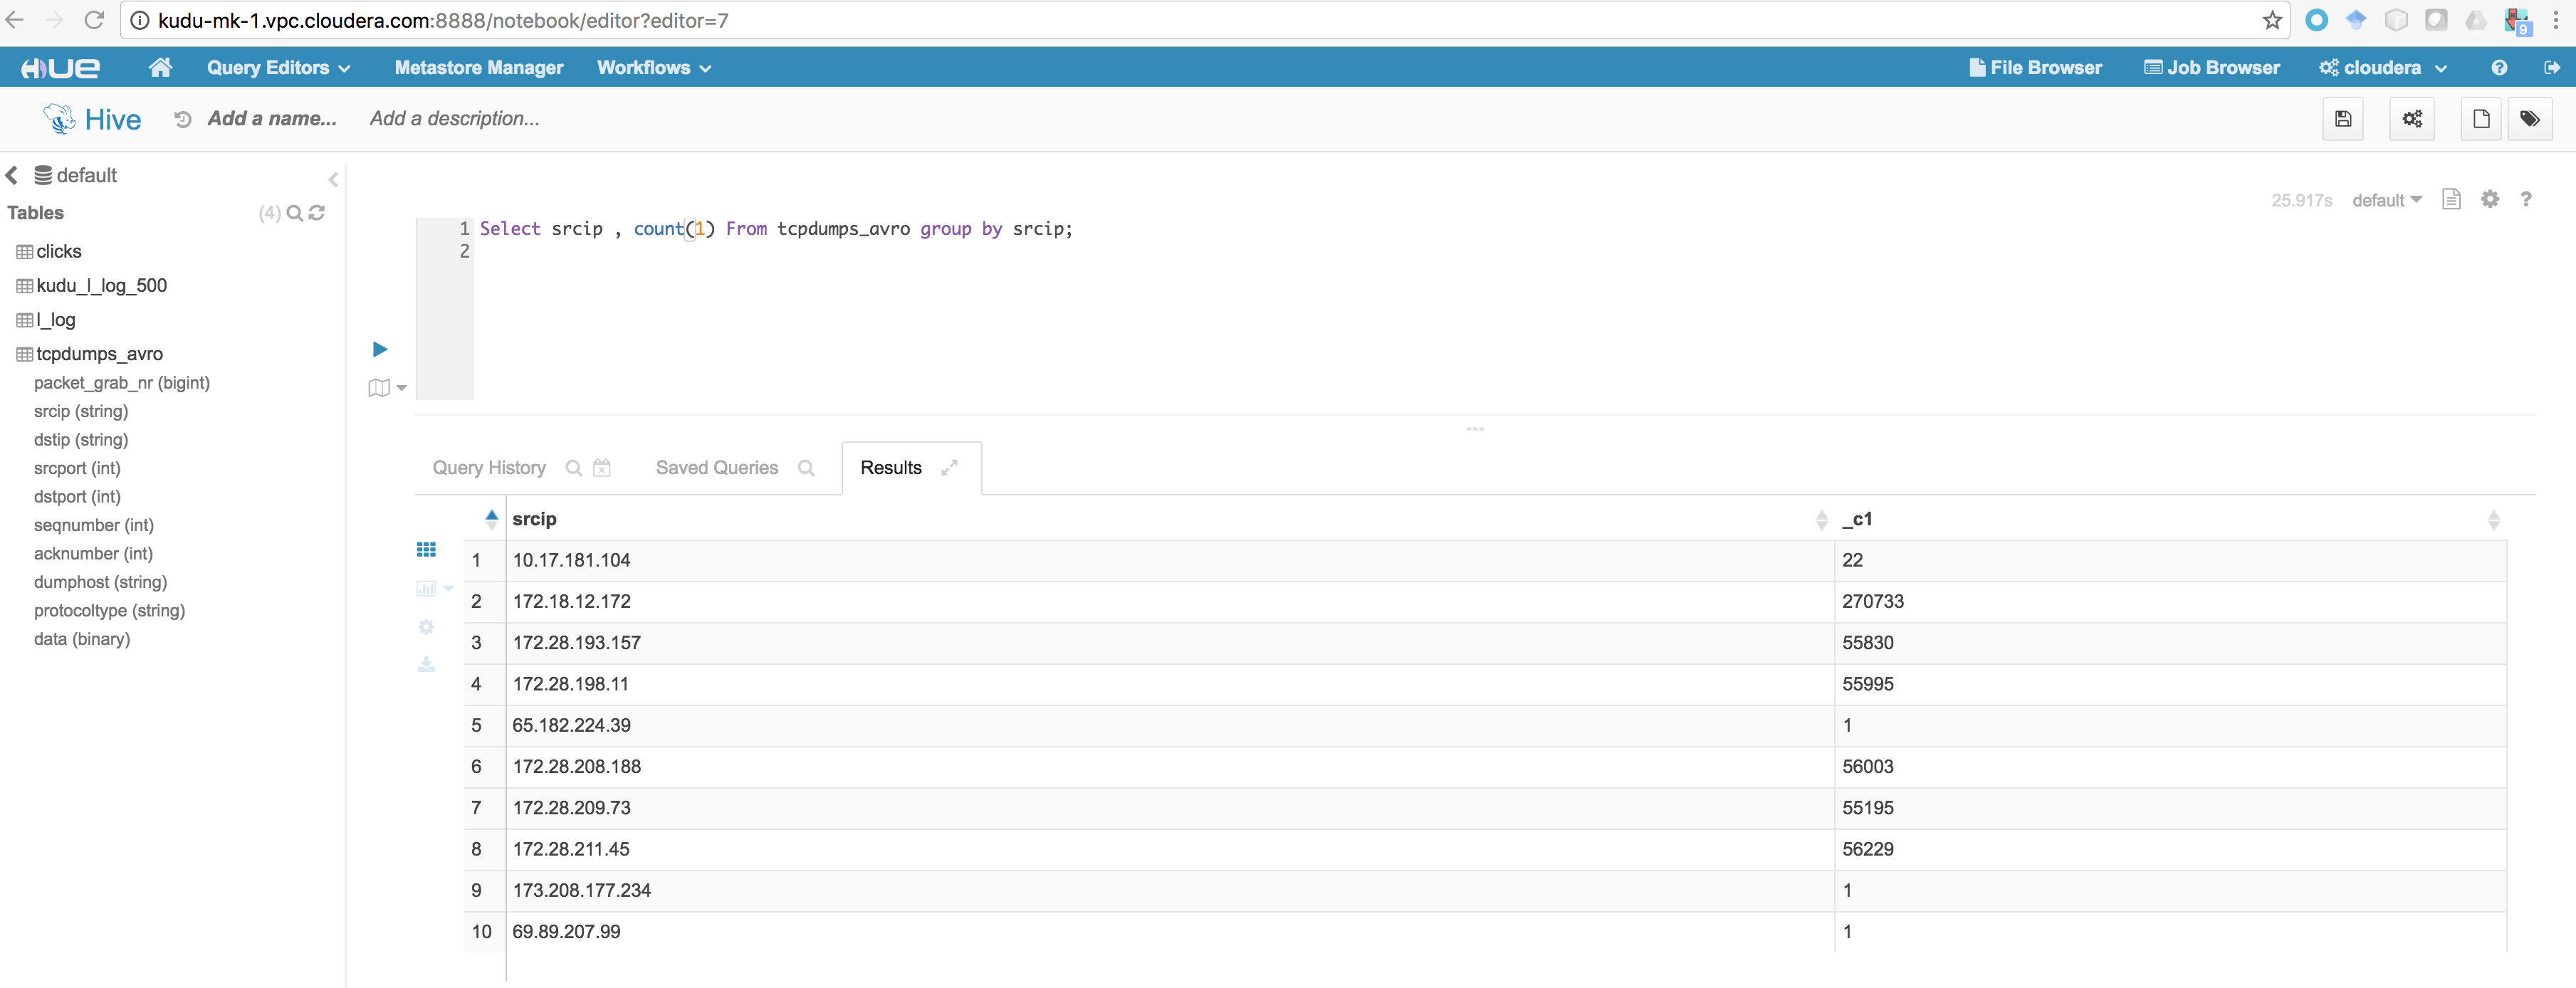 kudu-mk-1.vpc.cloudera.com:8888/notebook/editor?editor=7
9
HUE Query Editors Metastore Manager Workflows File Browser Job Browser cloudera
Hive Add a name... Add a description...
default
Tables (4)
clicks
kudu_l_log_500
l_log
tcpdumps_avro
packet_grab_nr (bigint)
srcip (string)
dstip (string)
srcport (int)
dstport (int)
seqnumber (int)
acknumber (int)
dumphost (string)
protocoltype (string)
data (binary)
25.917s default ?
1 Select srcip , count(1) From tcpdumps_avro group by srcip;
2
Query History Saved Queries Results
srcip _c1
1 10.17.181.104 22
2 172.18.12.172 270733
3 172.28.193.157 55830
4 172.28.198.11 55995
5 65.182.224.39 1
6 172.28.208.188 56003
7 172.28.209.73 55195
8 172.28.211.45 56229
9 173.208.177.234 1
10 69.89.207.99 1